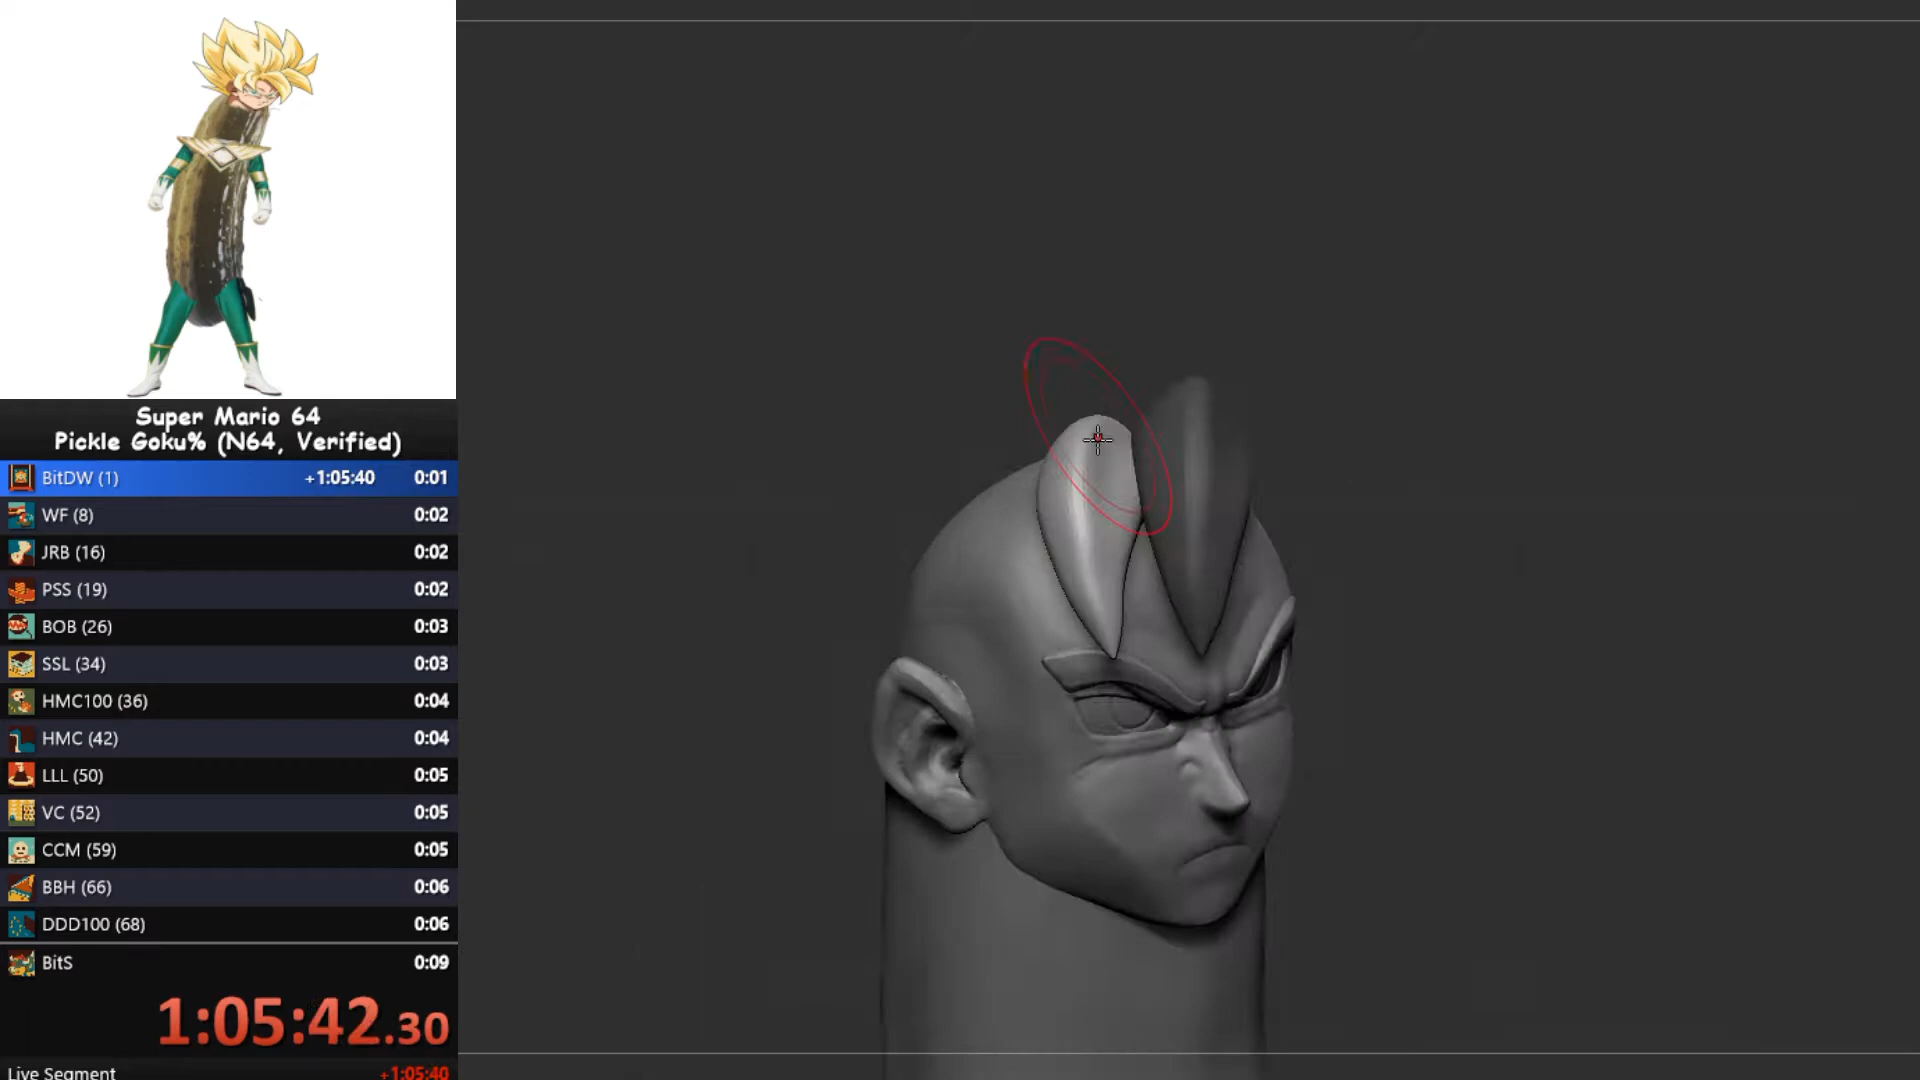 Super Mario 64
Pickle Goku% (N64, Verified)
BitDW (1) +1:05:40 0:01
WF (8) 0:02
JRB (16) 0:02
PSS (19) 0:02
BOB (26) 0:03
SSL (34) 0:03
HMC100 (36) 0:04
HMC (42) 0:04
LLL (50) 0:05
VC (52) 0:05
CCM (59) 0:05
BBH (66) 0:06
DDD100 (68) 0:06
BitS 0:09
1:05:42.30
Live Segment +1:05:40